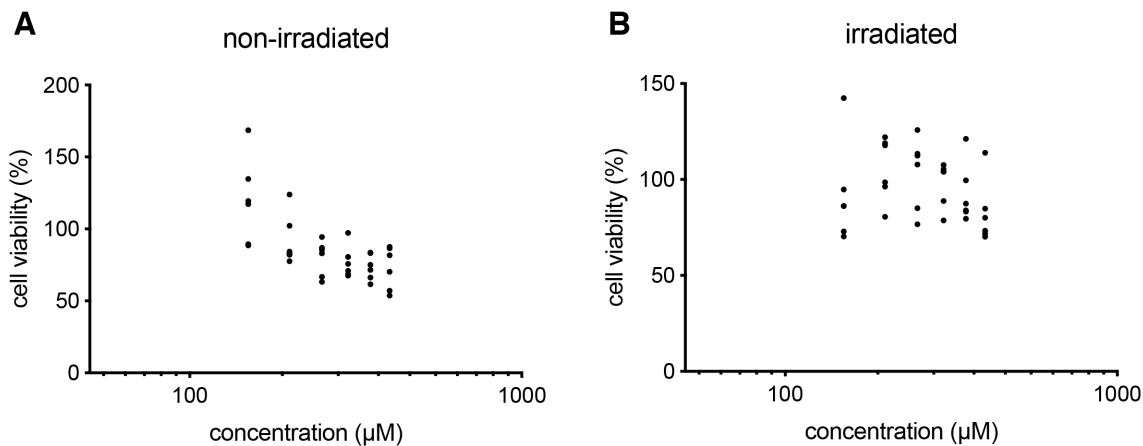 A
non-irradiated
200
150
100
50
0
cell viability (%)
100
1000
concentration (µM)
B
irradiated
150
100
50
0
cell viability (%)
100
1000
concentration (µM)